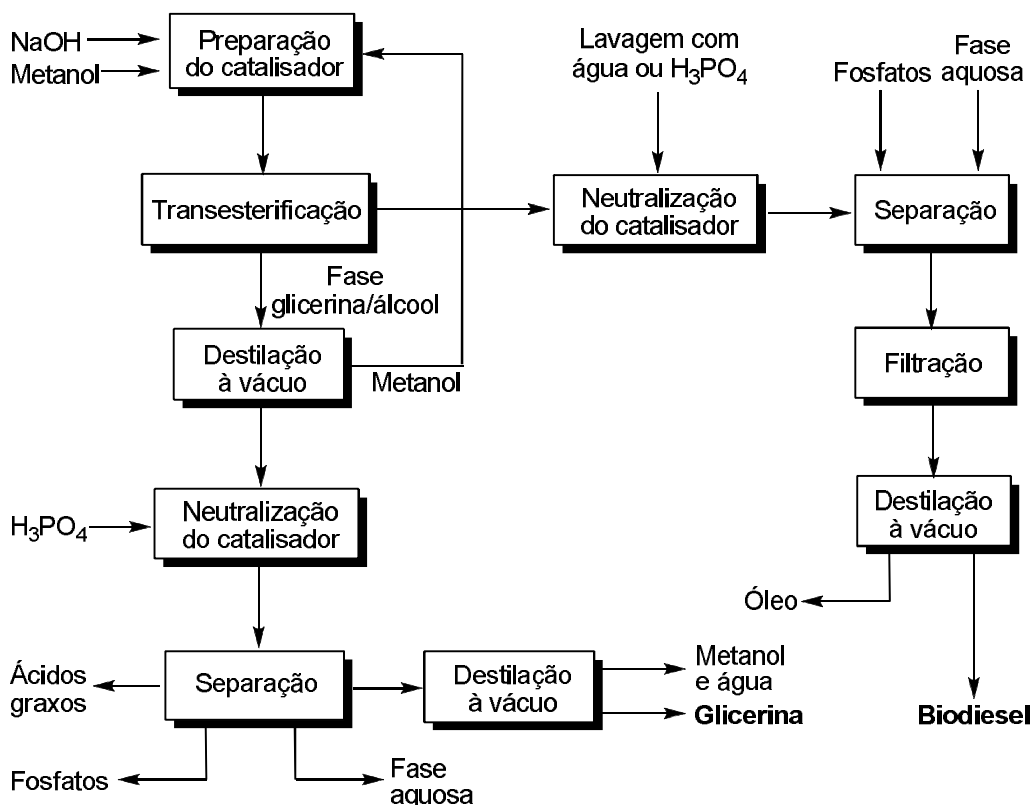 NaOH
Metanol
Preparação
do catalisador
Lavagem com
água ou H₃PO₄
Fosfatos
Fase
aquosa
Transesterificação
Neutralização
do catalisador
Separação
Fase
glicerina/álcool
Destilação
à vácuo
Metanol
Filtração
H₃PO₄
Neutralização
do catalisador
Destilação
à vácuo
Óleo
Biodiesel
Ácidos
graxos
Separação
Destilação
à vácuo
Metanol
e água
Glicerina
Fosfatos
Fase
aquosa